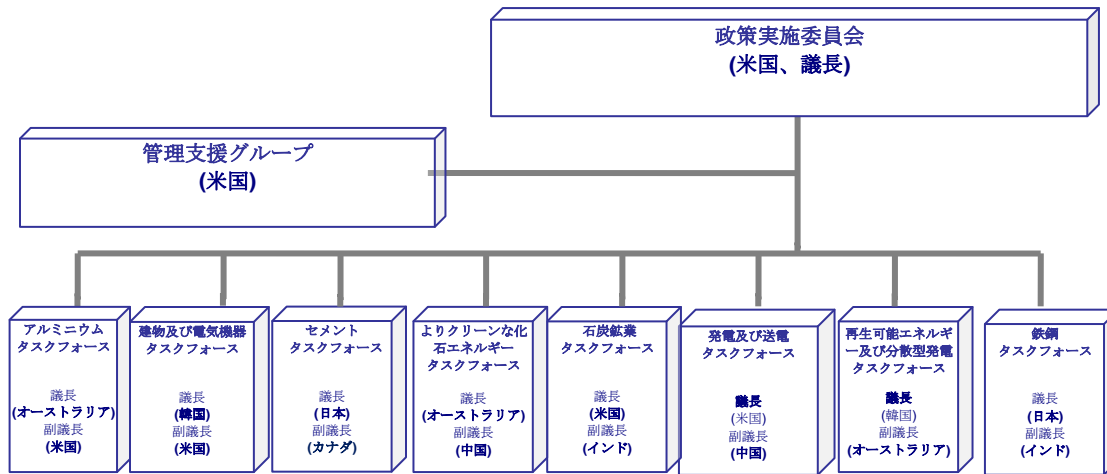 政策実施委員会
(米国、議長)
管理支援グループ
(米国)
アルミニウム
タスクフォース
議長
(オーストラリア)
副議長
(米国)
建物及び電気機器
タスクフォース
議長
(韓国)
副議長
(米国)
セメント
タスクフォース
議長
(日本)
副議長
(カナダ)
よりクリーンな化
石エネルギー
タスクフォース
議長
(オーストラリア)
副議長
(中国)
石炭鉱業
タスクフォース
議長
(米国)
副議長
(インド)
発電及び送電
タスクフォース
議長
(米国)
副議長
(中国)
再生可能エネルギ
ー及び分散型発電
タスクフォース
議長
(韓国)
副議長
(オーストラリア)
鉄鋼
タスクフォース
議長
(日本)
副議長
(インド)